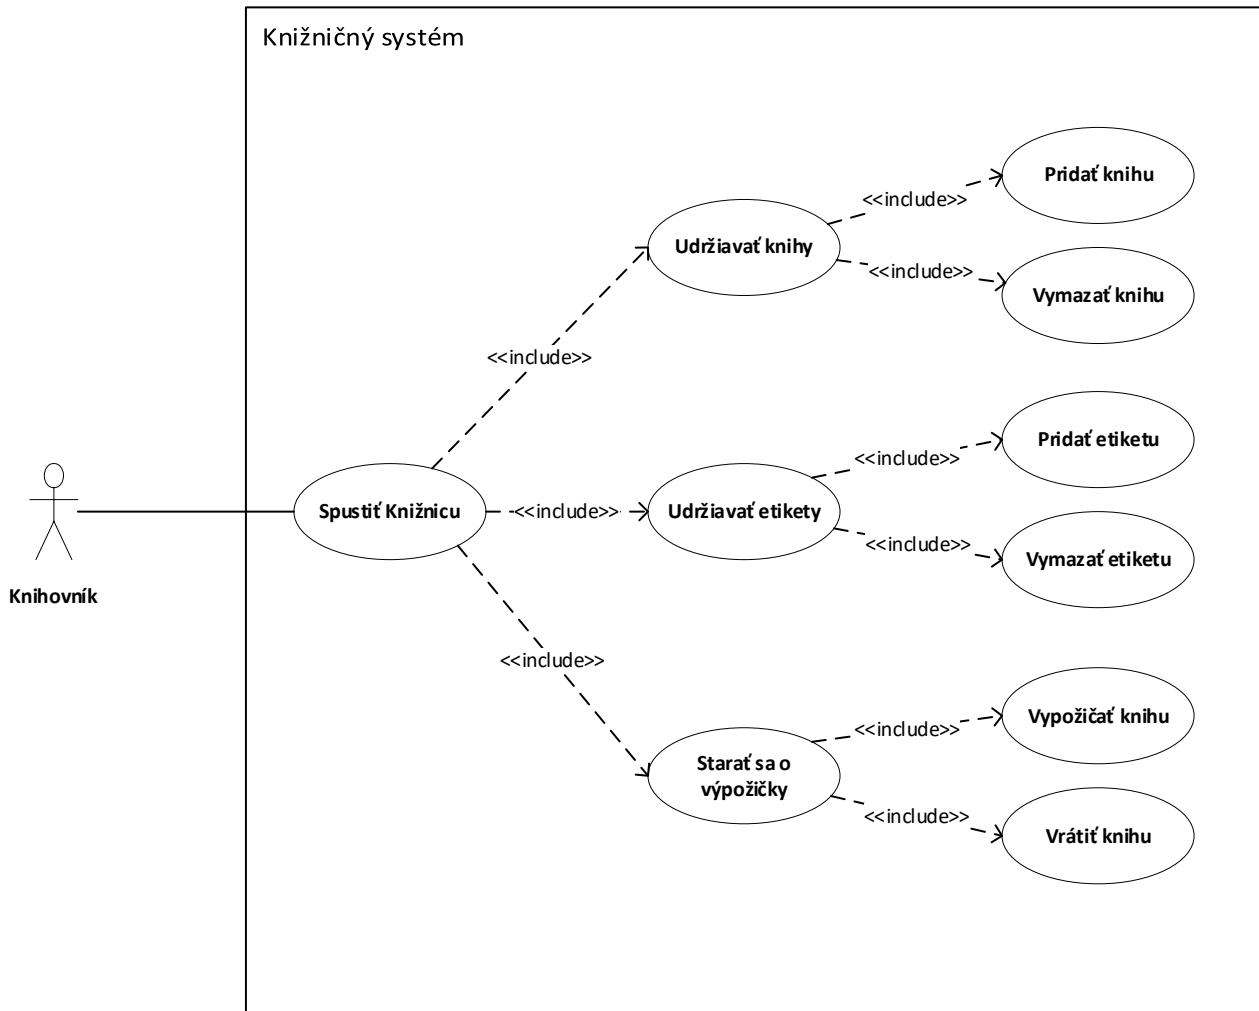 Knižničný systém
Pridať knihu
<<include>>
Udržiavať knihy
<<include>>
Vymazať knihu
<<include>>
Pridať etiketu
<<include>>
Spustiť Knižnicu
<<include>>
Udržiavať etikety
<<include>>
Vymazať etiketu
Knihovník
<<include>>
Vypožičať knihu
<<include>>
Starať sa o
výpožičky
<<include>>
Vrátiť knihu